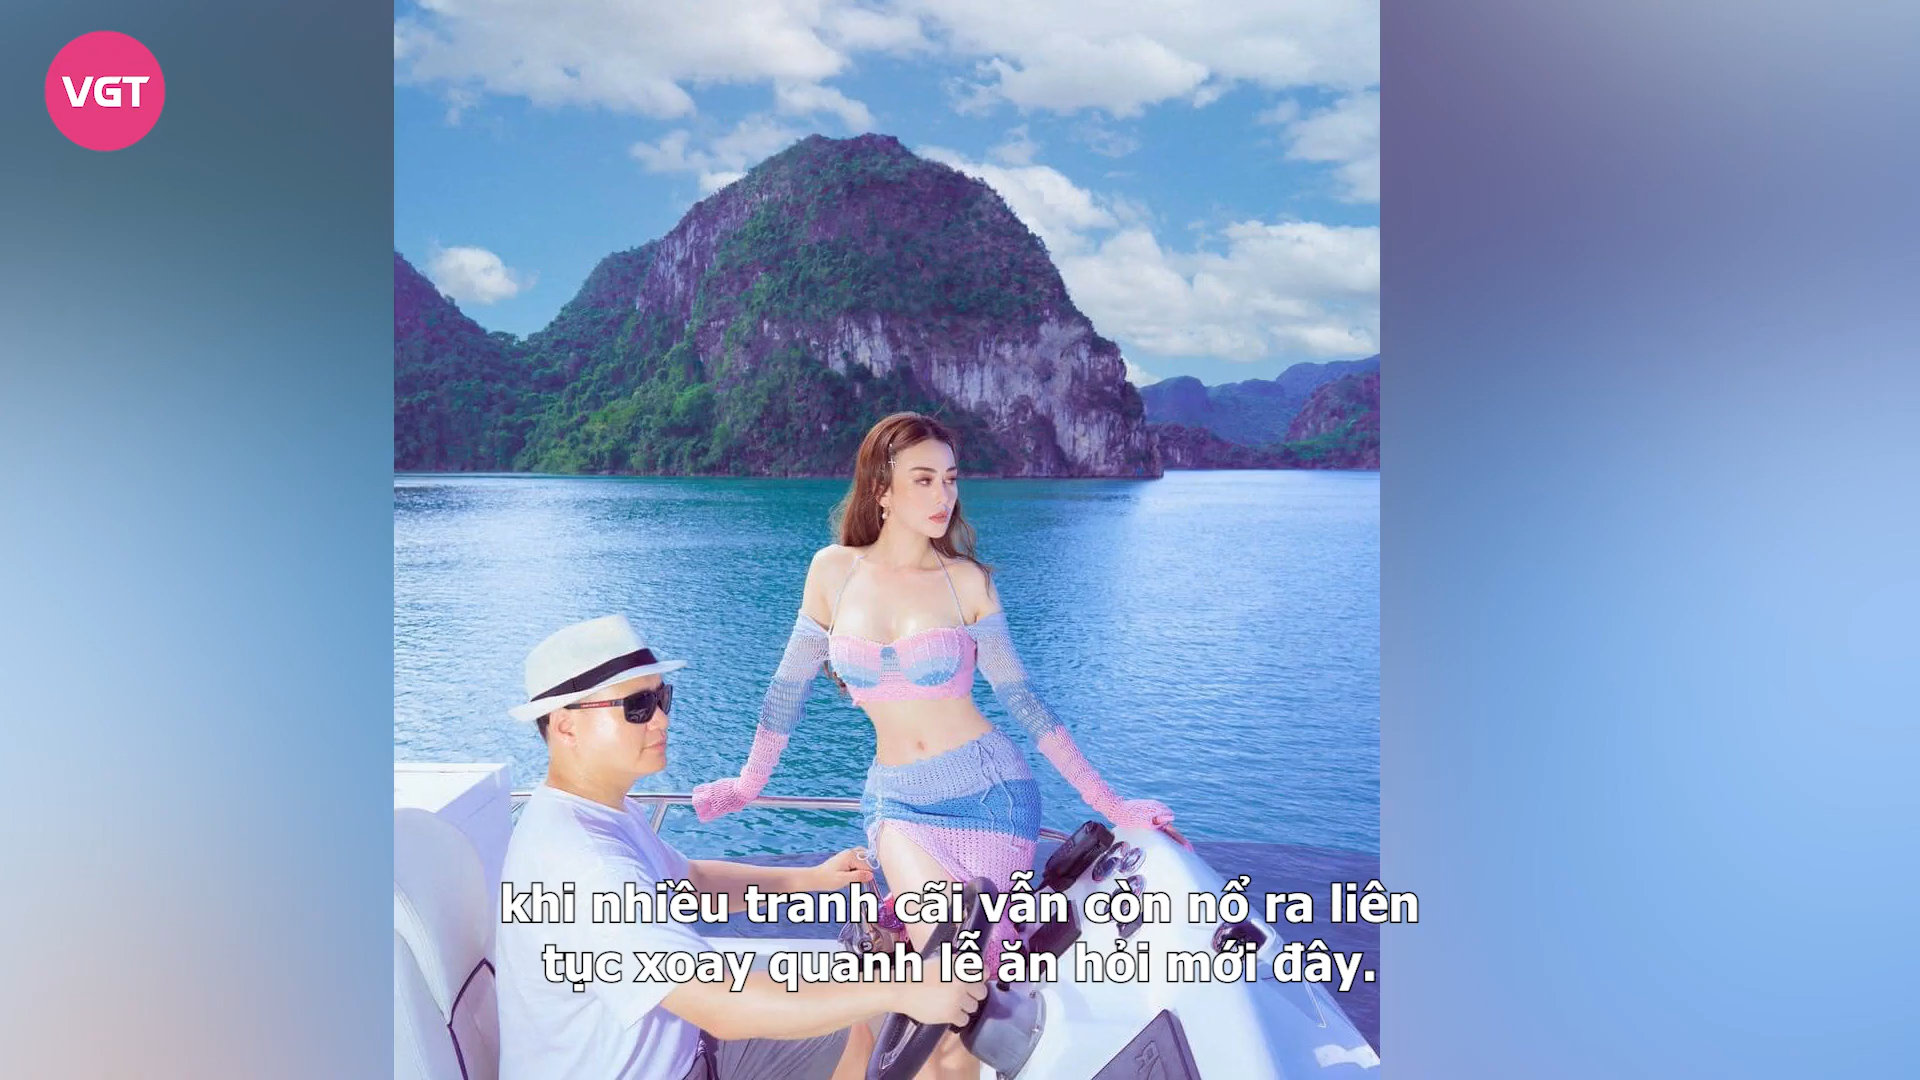 VGT
khi nhiều tranh cãi vẫn còn nổ ra liên
tục xoay quanh lễ ăn hỏi mới đây.